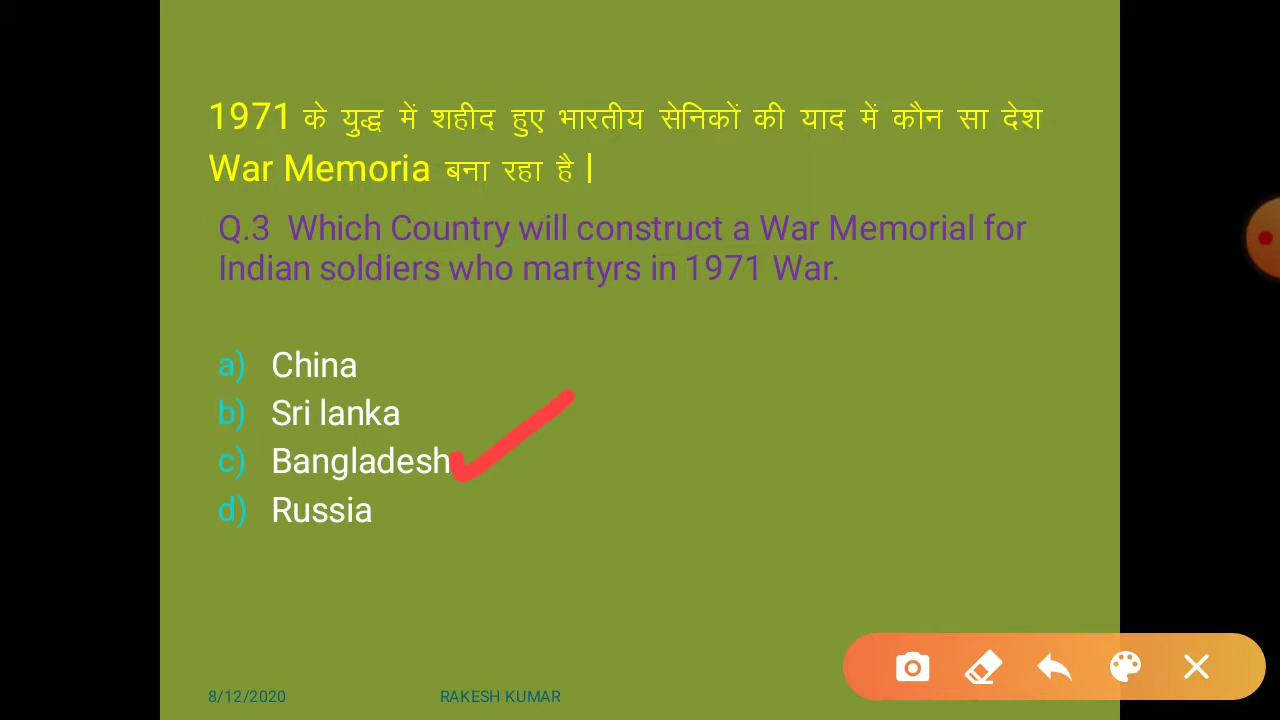 1971 के युद्ध में शहीद हुए भारतीय सेनिकों की याद में कौन सा देश
War Memoria बना रहा है |
Q.3 Which Country will construct a War Memorial for
Indian soldiers who martyrs in 1971 War.
a) China
b) Sri lanka
c) Bangladesh
d) Russia
8/12/2020 RAKESH KUMAR